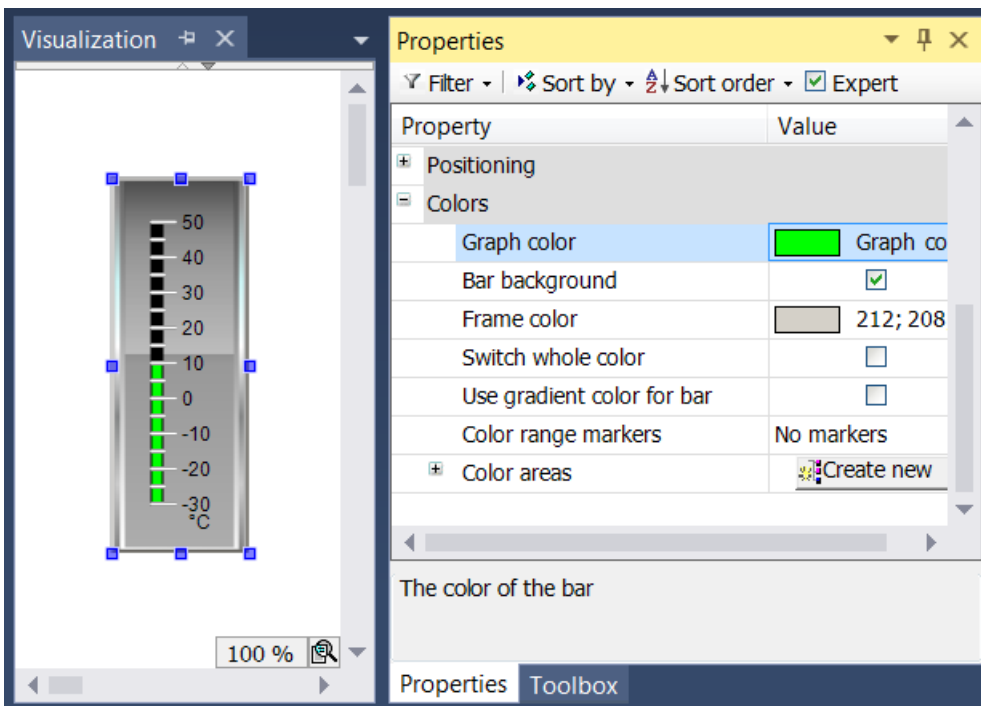 Visualization
50
40
30
20
10
0
-10
-20
-30
°C
100 %
Properties
Filter Sort by Sort order Expert
Property Value
Positioning
Colors
Graph color Graph co
Bar background
Frame color 212; 208
Switch whole color
Use gradient color for bar
Color range markers No markers
Color areas Create new
The color of the bar
Properties Toolbox